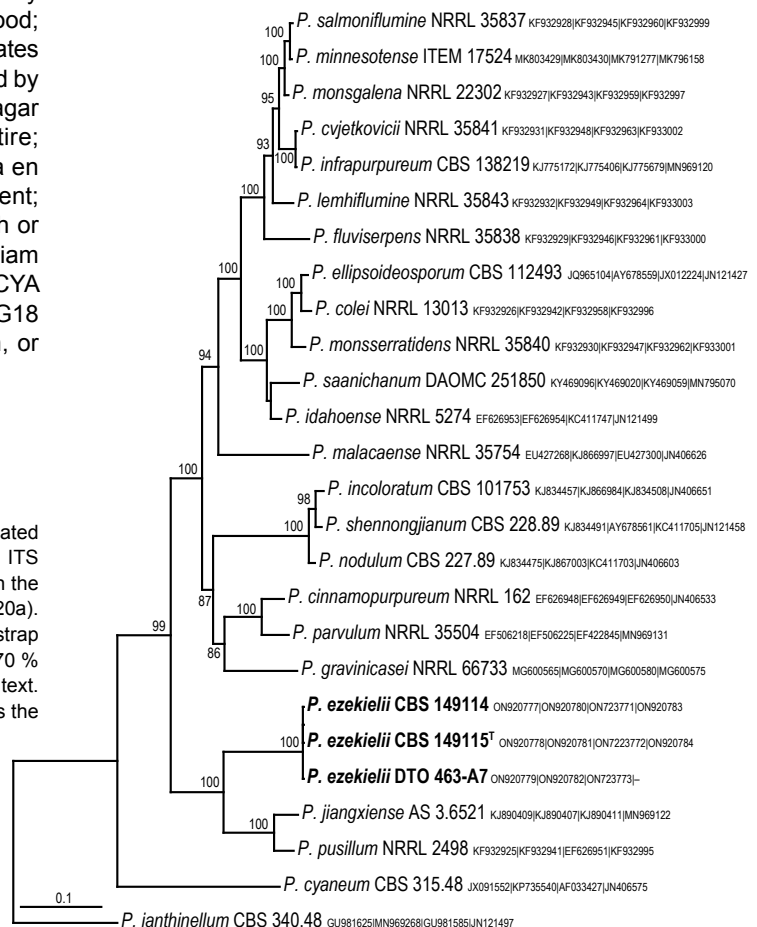 y
ood;
ates
d by
agar
tire;
a en
ent;
n or
iam
CYA
G18
, or
ated
ITS
n the
20a).
strap
70 %
text.
s the
P. salmoniflumine NRRL 35837 KF932928|KF932945|KF932960|KF932999
100
P. minnesotense ITEM 17524 MK803429|MK803430|MK791277|MK796158
100
P. monsgalena NRRL 22302 KF932927|KF932943|KF932959|KF932997
95
P. cvjetkovicii NRRL 35841 KF932931|KF932948|KF932963|KF933002
93
100
P. infrapurpureum CBS 138219 KJ775172|KJ775406|KJ775679|MN969120
100
P. lemhiflumine NRRL 35843 KF932932|KF932949|KF932964|KF933003
P. fluviserpens NRRL 35838 KF932929|KF932946|KF932961|KF933000
100
P. ellipsoideosporum CBS 112493 JQ965104|AY678559|JX012224|JN121427
100
P. colei NRRL 13013 KF932926|KF932942|KF932958|KF932996
100
P. monsserratidens NRRL 35840 KF932930|KF932947|KF932962|KF933001
94
100
P. saanichanum DAOMC 251850 KY469096|KY469020|KY469059|MN795070
P. idahoense NRRL 5274 EF626953|EF626954|KC411747|JN121499
P. malacaense NRRL 35754 EU427268|KJ866997|EU427300|JN406626
100
P. incoloratum CBS 101753 KJ834457|KJ866984|KJ834508|JN406651
98
P. shennongjianum CBS 228.89 KJ834491|AY678561|KC411705|JN121458
100
P. nodulum CBS 227.89 KJ834475|KJ867003|KC411703|JN406603
87
P. cinnamopurpureum NRRL 162 EF626948|EF626949|EF626950|JN406533
100
P. parvulum NRRL 35504 EF506218|EF506225|EF422845|MN969131
99
86
P. gravinicasei NRRL 66733 MG600565|MG600570|MG600580|MG600575
P. ezekielii CBS 149114 ON920777|ON920780|ON723771|ON920783
100
P. ezekielii CBS 149115T ON920778|ON920781|ON7223772|ON920784
P. ezekielii DTO 463-A7 ON920779|ON920782|ON723773|–
100
P. jiangxiense AS 3.6521 KJ890409|KJ890407|KJ890411|MN969122
100
P. pusillum NRRL 2498 KF932925|KF932941|EF626951|KF932995
P. cyaneum CBS 315.48 JX091552|KP735540|AF033427|JN406575
0.1
P. janthinellum CBS 340.48 GU981625|MN969268|GU981585|JN121497